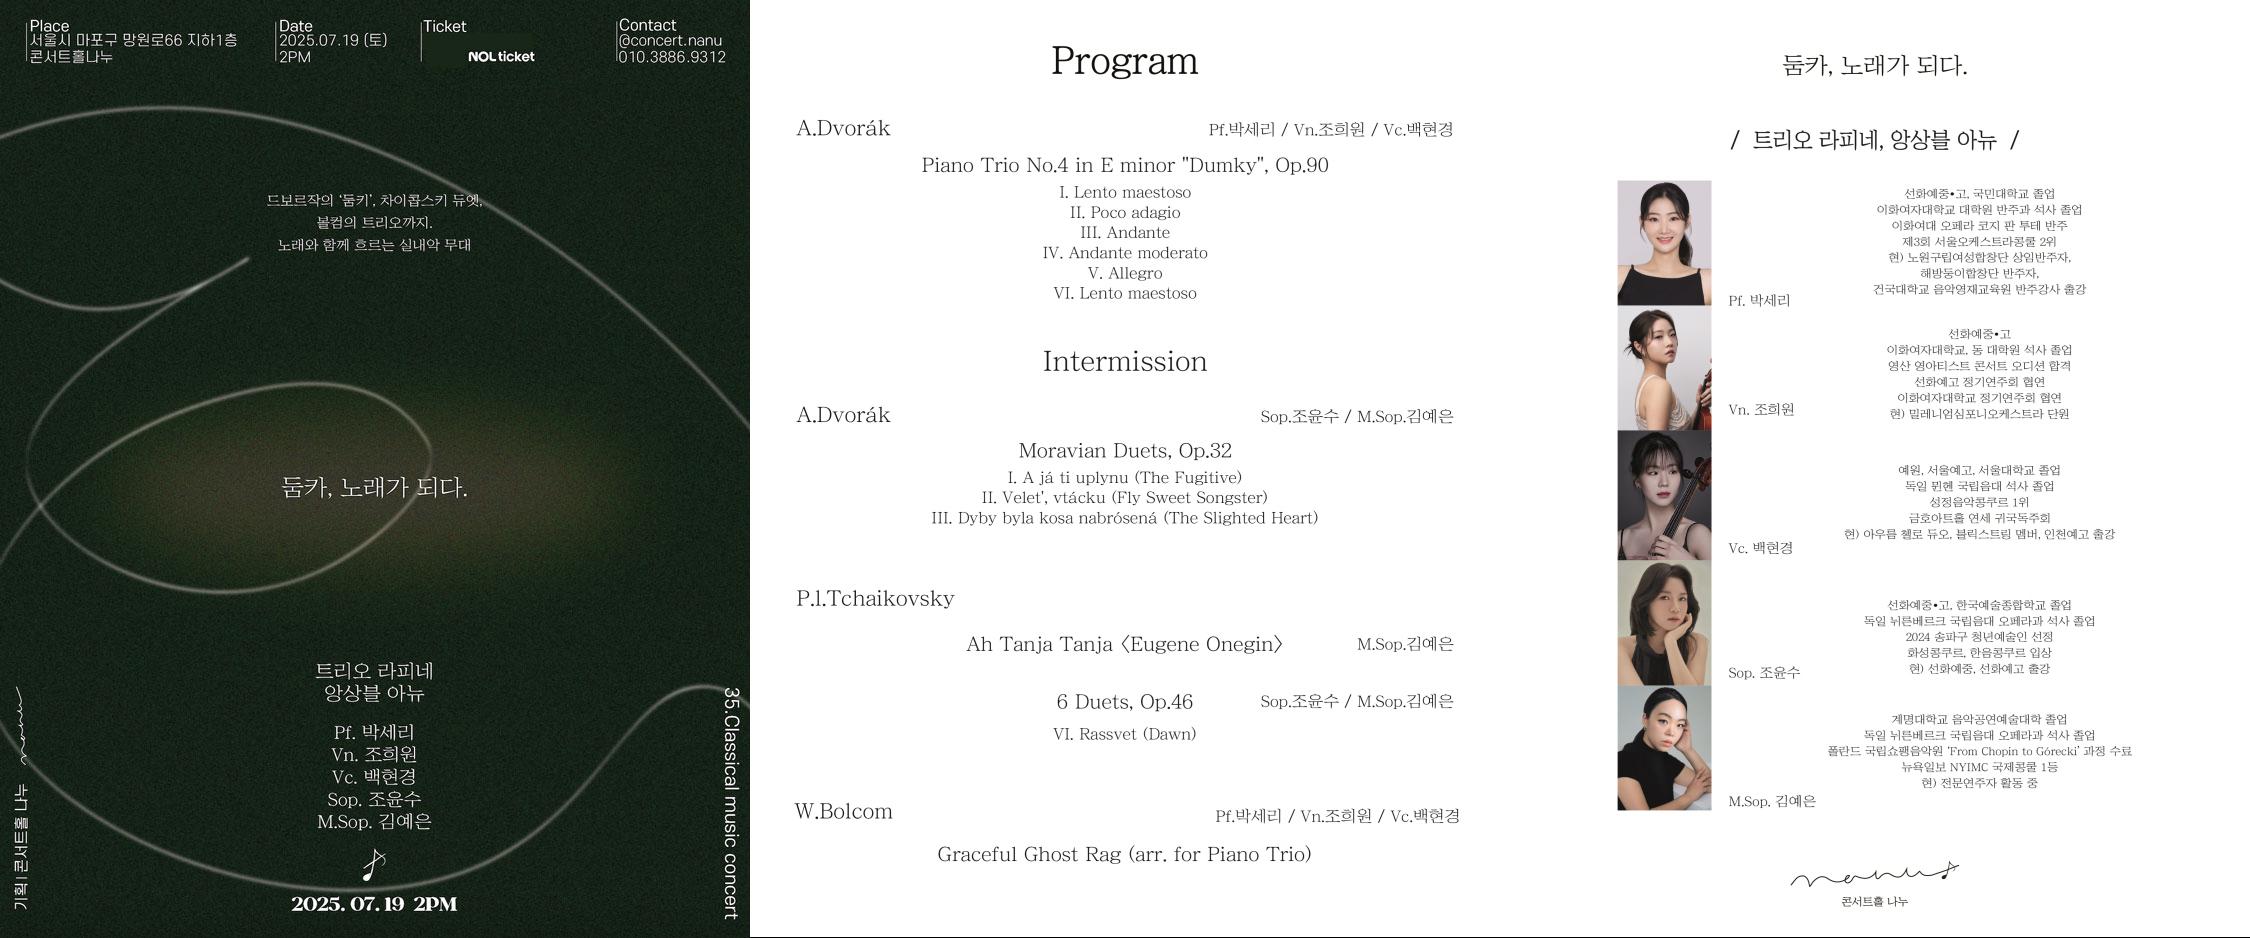 Place
서울시 마포구 망원로66 지하1층
콘서트홀나누
Date
2025.07.19 (토)
2PM
Ticket
NOL ticket
Contact
@concert.nanu
010.3886.9312
드보르작의 ‘둠키’, 차이콥스키 듀엣,
볼컴의 트리오까지.
노래와 함께 흐르는 실내악 무대
둠카, 노래가 되다.
트리오 라피네
앙상블 아뉴
Pf. 박세리
Vn. 조희원
Vc. 백현경
Sop. 조윤수
M.Sop. 김예은
2025. 07. 19 2PM
nanu
기획 | 콘서트홀 나누
35.Classical music concert
Program
A.Dvorák
Pf.박세리 / Vn.조희원 / Vc.백현경
Piano Trio No.4 in E minor "Dumky", Op.90
I. Lento maestoso
II. Poco adagio
III. Andante
IV. Andante moderato
V. Allegro
VI. Lento maestoso
Intermission
A.Dvorák
Sop.조윤수 / M.Sop.김예은
Moravian Duets, Op.32
I. A já ti uplynu (The Fugitive)
II. Velet', vtácku (Fly Sweet Songster)
III. Dyby byla kosa nabrósená (The Slighted Heart)
P.l.Tchaikovsky
Ah Tanja Tanja 〈Eugene Onegin〉
M.Sop.김예은
6 Duets, Op.46
Sop.조윤수 / M.Sop.김예은
VI. Rassvet (Dawn)
W.Bolcom
Pf.박세리 / Vn.조희원 / Vc.백현경
Graceful Ghost Rag (arr. for Piano Trio)
둠카, 노래가 되다.
/ 트리오 라피네, 앙상블 아뉴 /
선화예중•고, 국민대학교 졸업
이화여자대학교 대학원 반주과 석사 졸업
이화여대 오페라 코지 판 투테 반주
제3회 서울오케스트라콩쿨 2위
현) 노원구립여성합창단 상임반주자,
해방둥이합창단 반주자,
건국대학교 음악영재교육원 반주강사 출강
Pf. 박세리
선화예중•고
이화여자대학교, 동 대학원 석사 졸업
영산 영아티스트 콘서트 오디션 합격
선화예고 정기연주회 협연
이화여자대학교 정기연주회 협연
현) 밀레니엄심포니오케스트라 단원
Vn. 조희원
예원, 서울예고, 서울대학교 졸업
독일 뮌헨 국립음대 석사 졸업
성정음악콩쿠르 1위
금호아트홀 연세 귀국독주회
현) 아우름 첼로 듀오, 블릭스트링 멤버, 인천예고 출강
Vc. 백현경
선화예중•고, 한국예술종합학교 졸업
독일 뉘른베르크 국립음대 오페라과 석사 졸업
2024 송파구 청년예술인 선정
화성콩쿠르, 한음콩쿠르 입상
현) 선화예중, 선화예고 출강
Sop. 조윤수
계명대학교 음악공연예술대학 졸업
독일 뉘른베르크 국립음대 오페라과 석사 졸업
폴란드 국립쇼팽음악원 'From Chopin to Górecki' 과정 수료
뉴욕일보 NYIMC 국제콩쿨 1등
현) 전문연주자 활동 중
M.Sop. 김예은
nanu
콘서트홀 나누